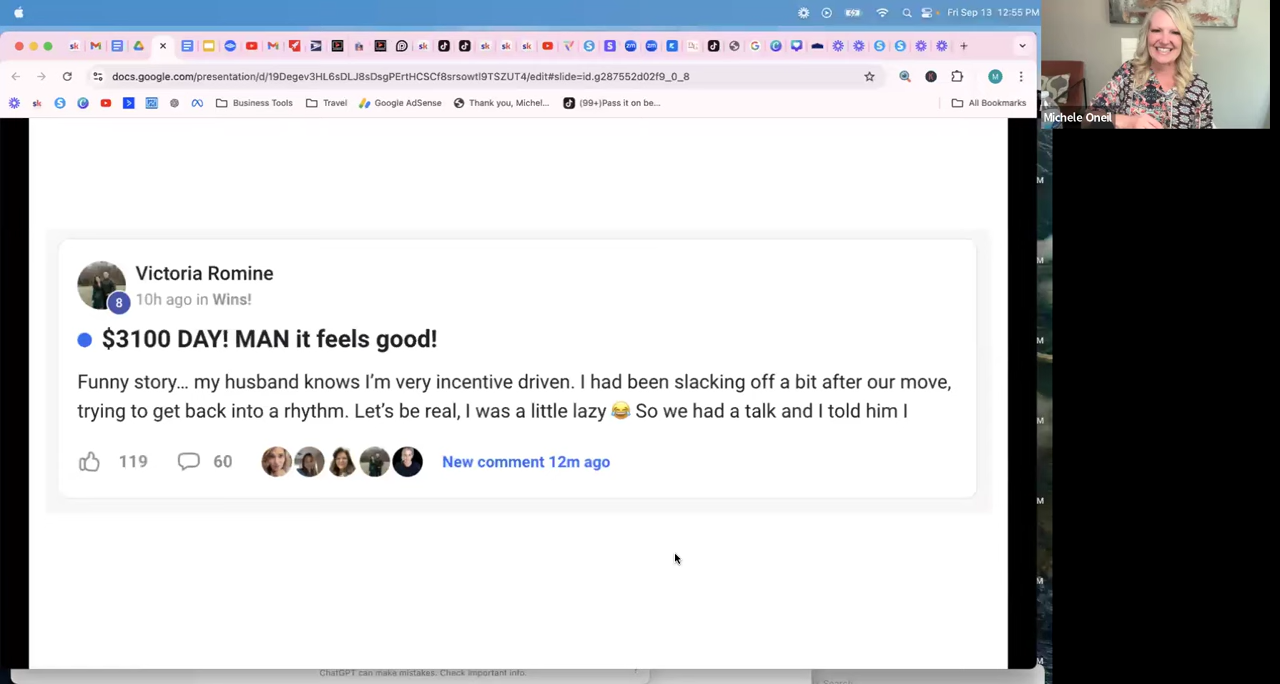 Fri Sep 13 12:55 PM
docs.google.com/presentation/d/19Degev3HL6sDLJ8sDsgPErtHCSCf8srsowtl9TSZUT4/edit#slide=id.g287552d02f9_0_8
M
Business Tools
Travel
Google AdSense
Thank you, Michel...
(99+)Pass it on be...
All Bookmarks
Michele Oneil
Victoria Romine
8
10h ago in Wins!
$3100 DAY! MAN it feels good!
Funny story... my husband knows I'm very incentive driven. I had been slacking off a bit after our move,
trying to get back into a rhythm. Let's be real, I was a little lazy 😂 So we had a talk and I told him I
119
60
New comment 12m ago
M
M
M
M
M
M
M
ChatGPT can make mistakes. Check important info.
Search